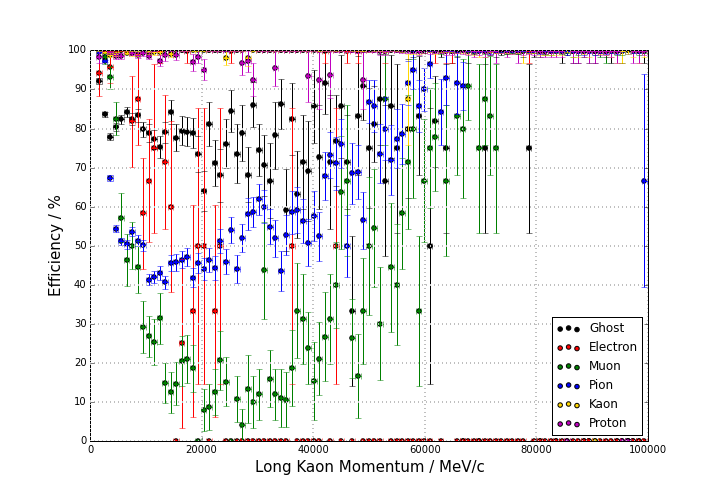 100
90
80
70
60
50
40
30
20
10
0
Efficiency / %
0 20000 40000 60000 80000 100000
Long Kaon Momentum / MeV/c
Ghost
Electron
Muon
Pion
Kaon
Proton